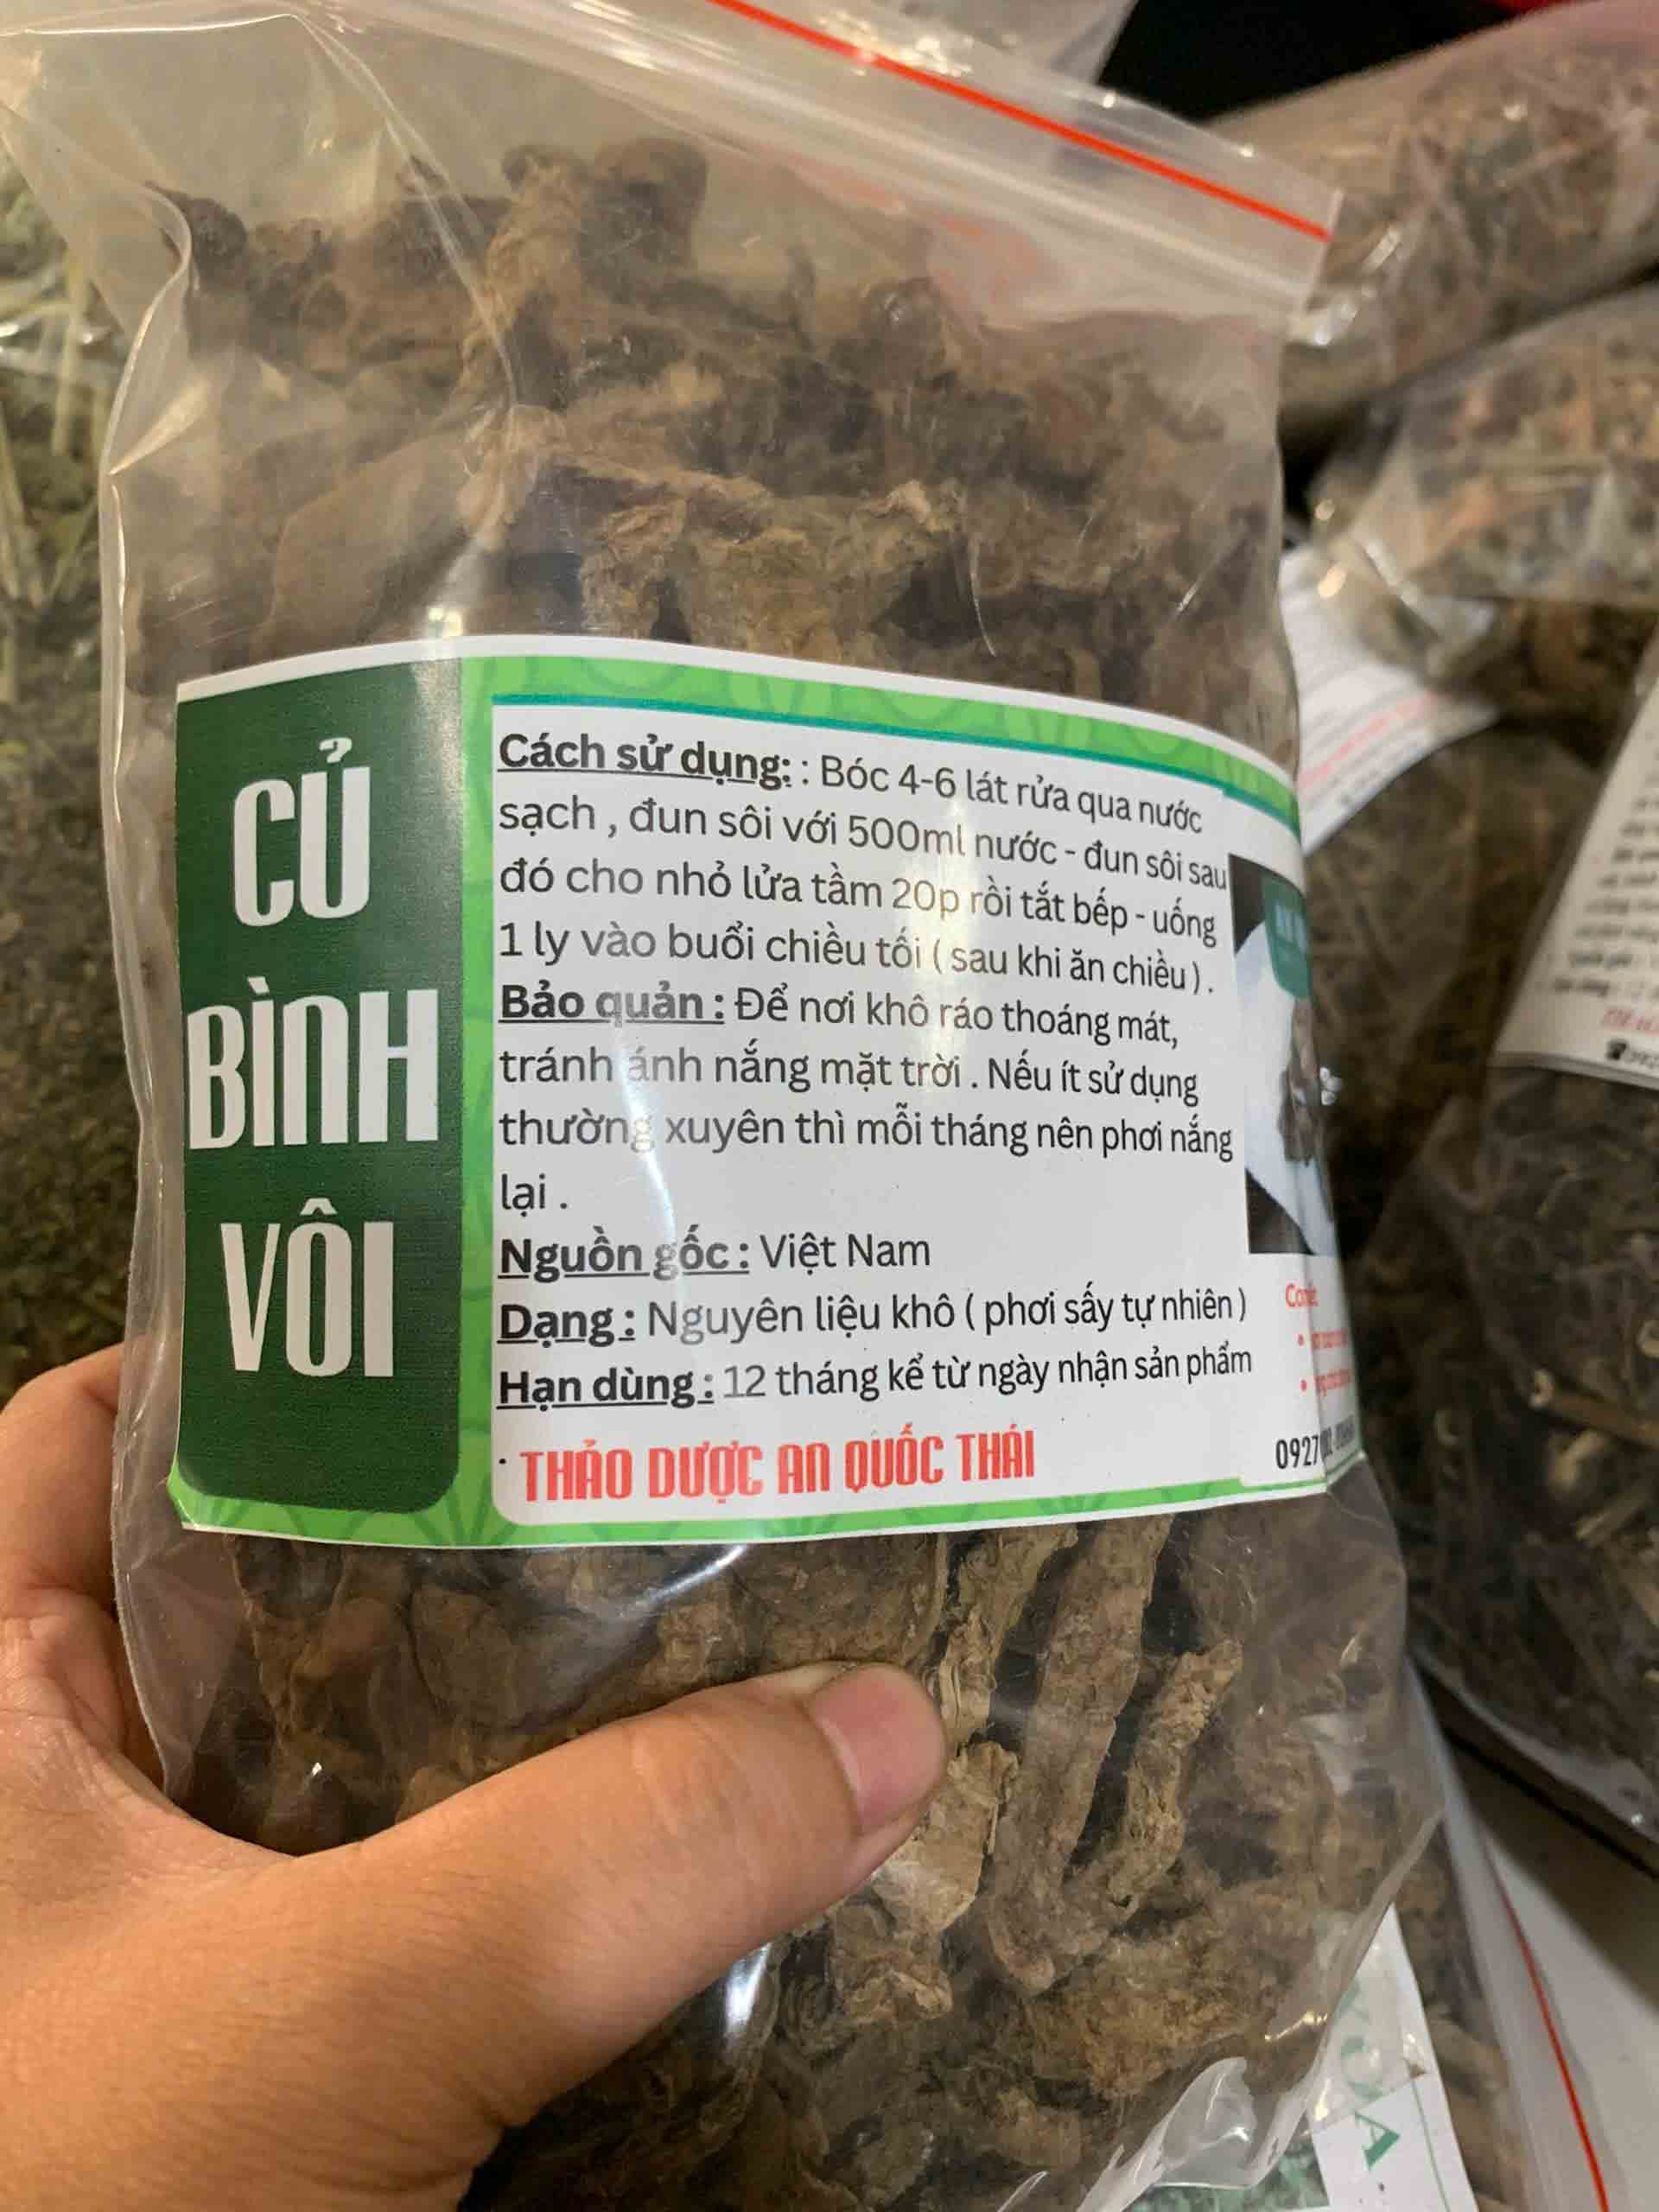 CỦ
BÌNH
VÔI
Cách sử dụng: : Bóc 4-6 lát rửa qua nước
sạch , đun sôi với 500ml nước - đun sôi sau
đó cho nhỏ lửa tầm 20p rồi tắt bếp - uống
1 ly vào buổi chiều tối ( sau khi ăn chiều ) .
Bảo quản : Để nơi khô ráo thoáng mát,
tránh ánh nắng mặt trời . Nếu ít sử dụng
thường xuyên thì mỗi tháng nên phơi nắng
lại .
Nguồn gốc : Việt Nam
Dạng : Nguyên liệu khô ( phơi sấy tự nhiên )
Hạn dùng : 12 tháng kể từ ngày nhận sản phẩm
THẢO DƯỢC AN QUỐC THÁI